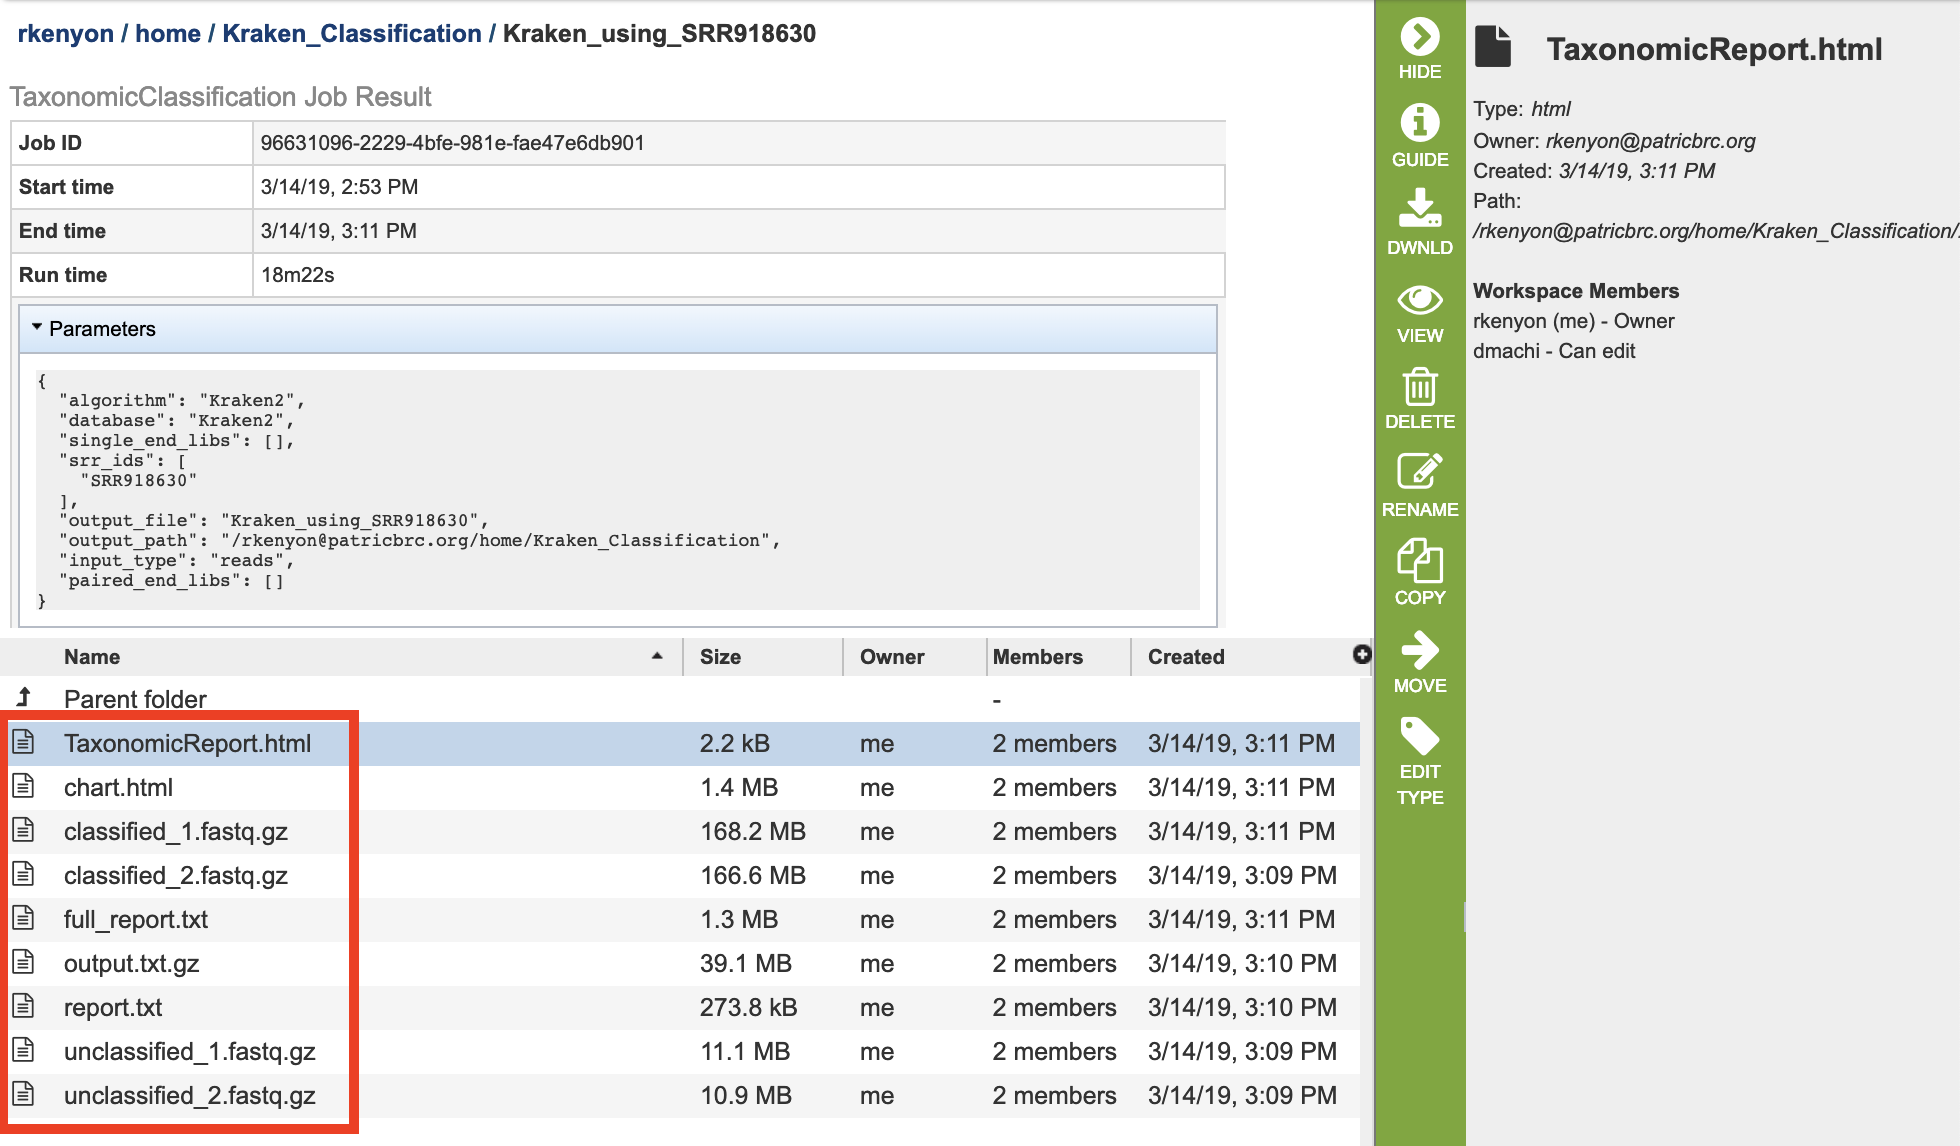 rkenyon / home / Kraken_Classification / Kraken_using_SRR918630
TaxonomicClassification Job Result
Job ID 96631096-2229-4bfe-981e-fae47e6db901
Start time 3/14/19, 2:53 PM
End time 3/14/19, 3:11 PM
Run time 18m22s
Parameters
{
"algorithm": "Kraken2",
"database": "Kraken2",
"single_end_libs": [],
"srr_ids": [
"SRR918630"
],
"output_file": "Kraken_using_SRR918630",
"output_path": "/rkenyon@patricbrc.org/home/Kraken_Classification",
"input_type": "reads",
"paired_end_libs": []
}
Name Size Owner Members Created
Parent folder -
TaxonomicReport.html 2.2 kB me 2 members 3/14/19, 3:11 PM
chart.html 1.4 MB me 2 members 3/14/19, 3:11 PM
classified_1.fastq.gz 168.2 MB me 2 members 3/14/19, 3:11 PM
classified_2.fastq.gz 166.6 MB me 2 members 3/14/19, 3:09 PM
full_report.txt 1.3 MB me 2 members 3/14/19, 3:11 PM
output.txt.gz 39.1 MB me 2 members 3/14/19, 3:10 PM
report.txt 273.8 kB me 2 members 3/14/19, 3:10 PM
unclassified_1.fastq.gz 11.1 MB me 2 members 3/14/19, 3:09 PM
unclassified_2.fastq.gz 10.9 MB me 2 members 3/14/19, 3:09 PM
HIDE
GUIDE
DWNLD
VIEW
DELETE
RENAME
COPY
MOVE
EDIT
TYPE
TaxonomicReport.html
Type: html
Owner: rkenyon@patricbrc.org
Created: 3/14/19, 3:11 PM
Path:
/rkenyon@patricbrc.org/home/Kraken_Classification/
Workspace Members
rkenyon (me) - Owner
dmachi - Can edit